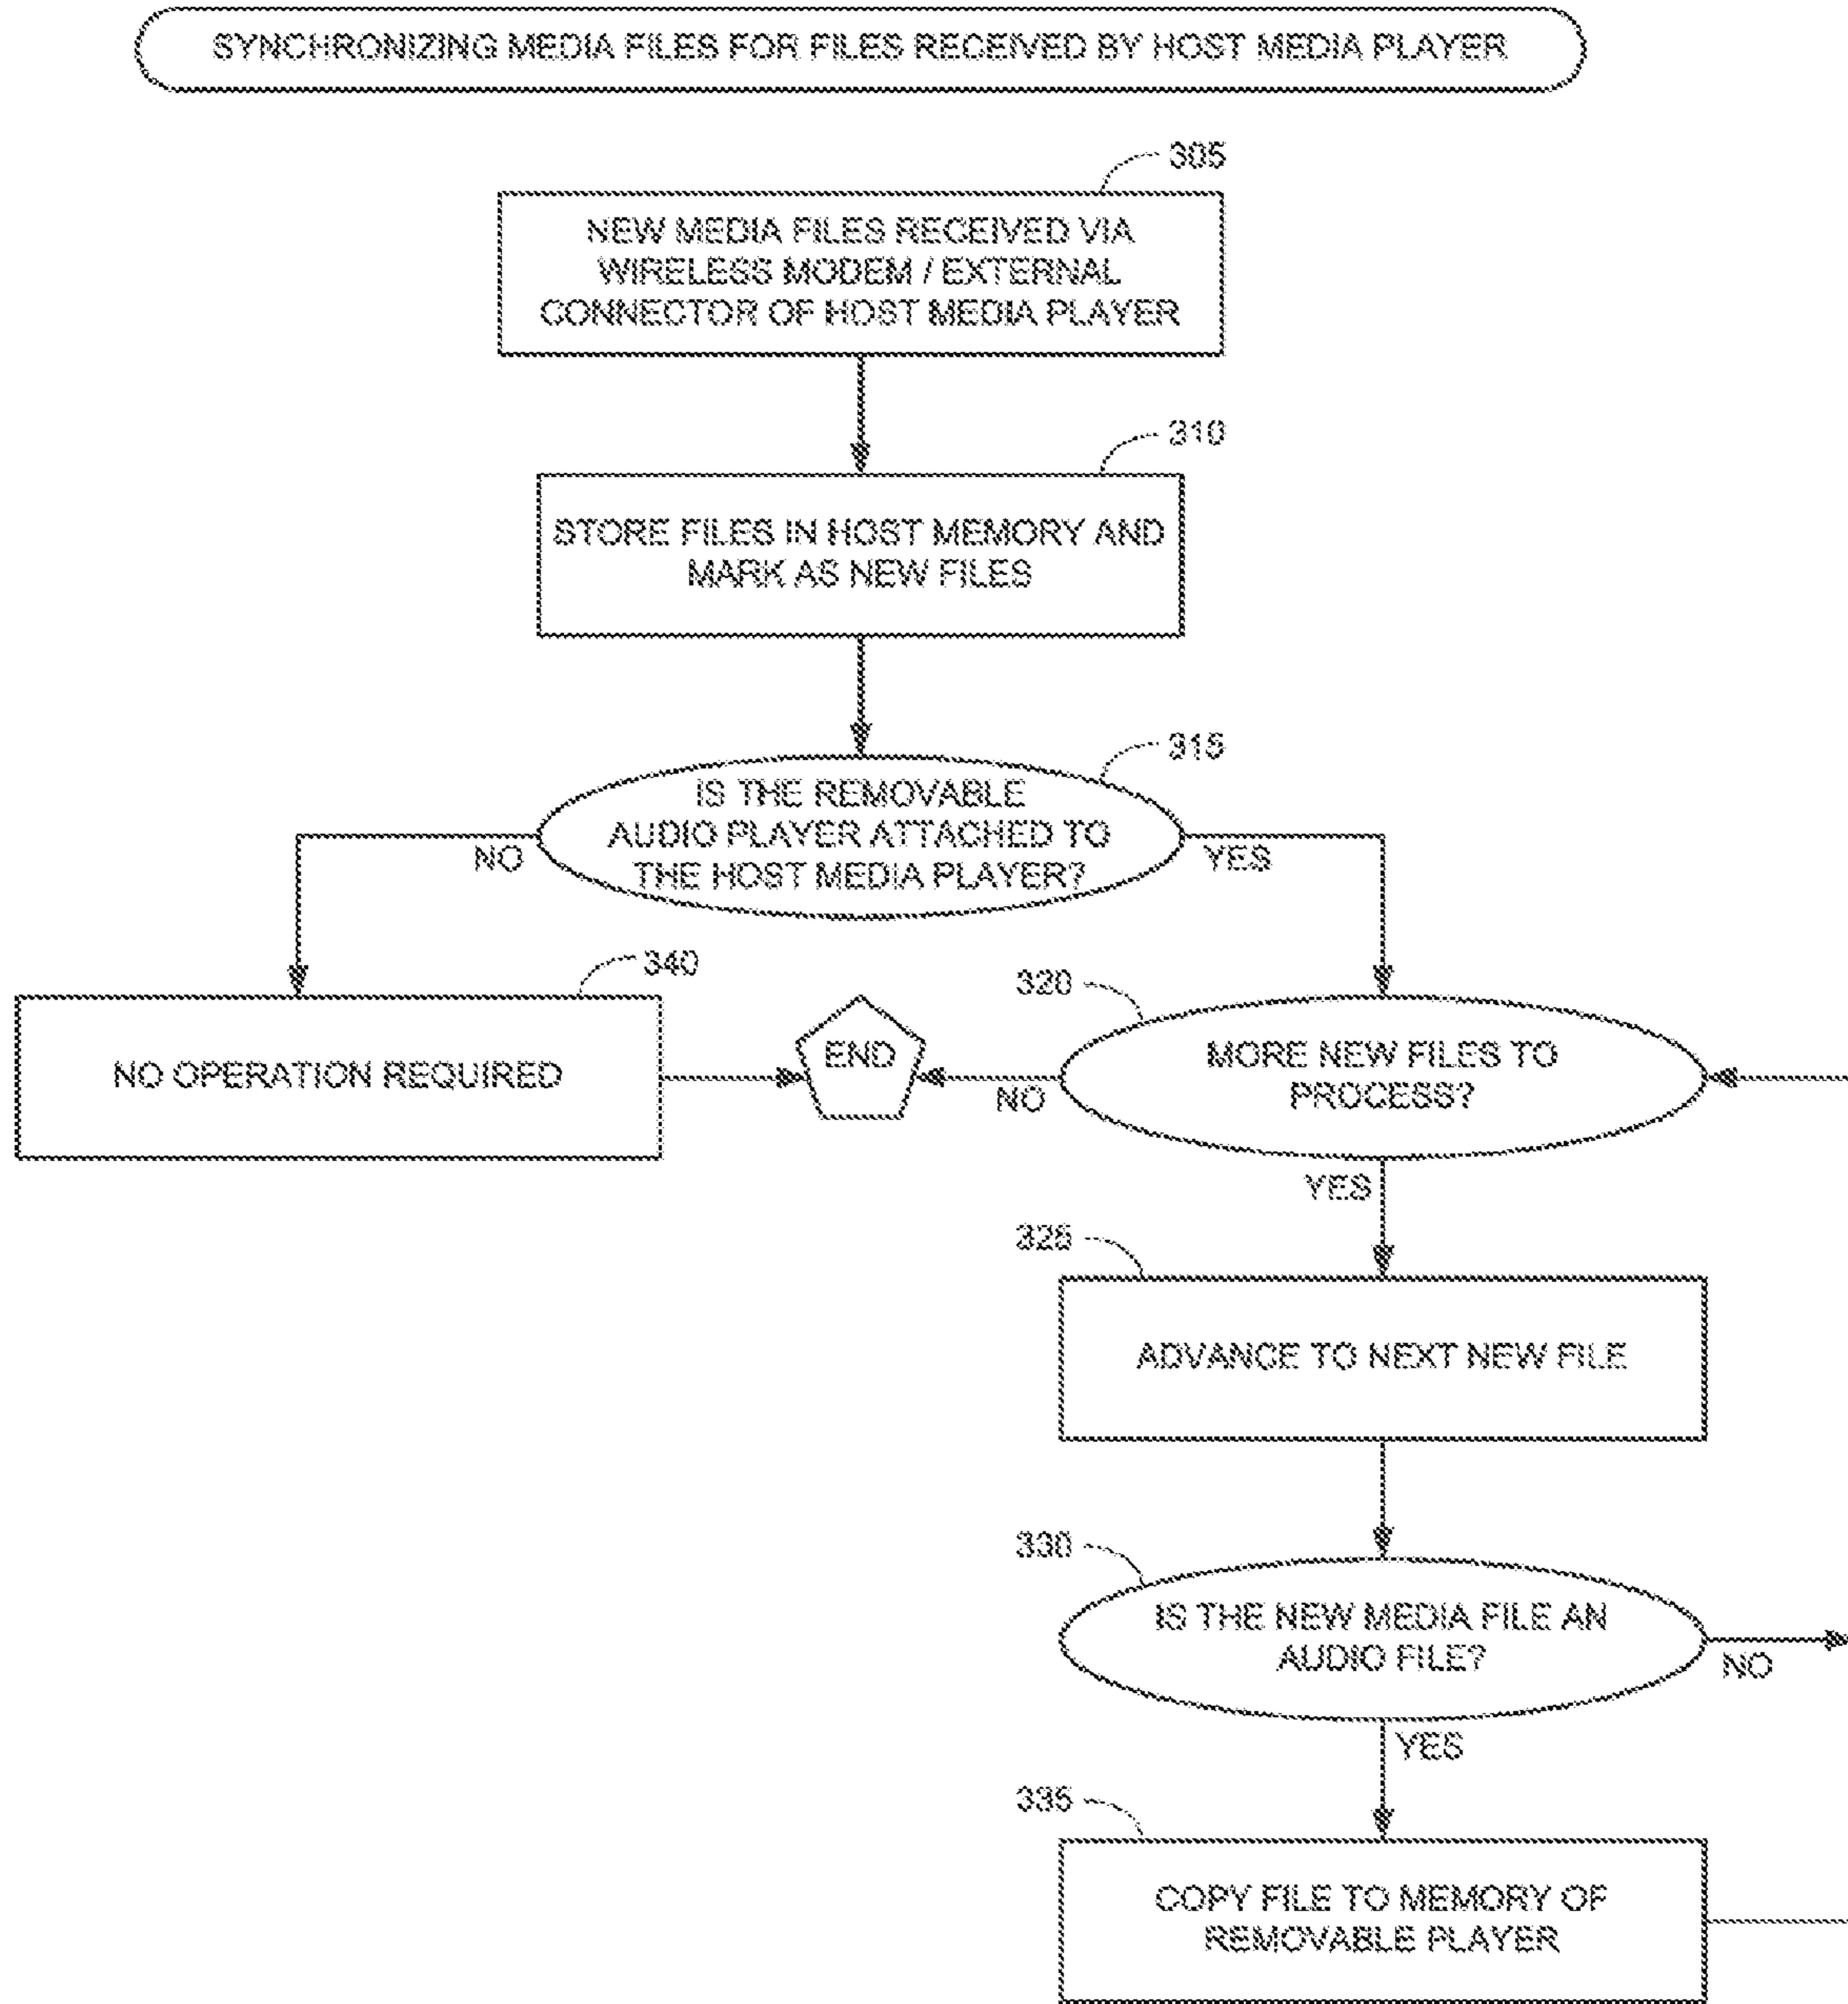 SYNCHRONIZING MEDIA FILES FOR FILES RECEIVED BY HOST MEDIA PLAYER
305
NEW MEDIA FILES RECEIVED VIA
WIRELESS MODEM / EXTERNAL
CONNECTOR OF HOST MEDIA PLAYER
310
STORE FILES IN HOST MEMORY AND
MARK AS NEW FILES
315
IS THE REMOVABLE
AUDIO PLAYER ATTACHED TO
THE HOST MEDIA PLAYER?
NO
YES
340
NO OPERATION REQUIRED
END
320
MORE NEW FILES TO
PROCESS?
NO
YES
325
ADVANCE TO NEXT NEW FILE
330
IS THE NEW MEDIA FILE AN
AUDIO FILE?
NO
YES
335
COPY FILE TO MEMORY OF
REMOVABLE PLAYER